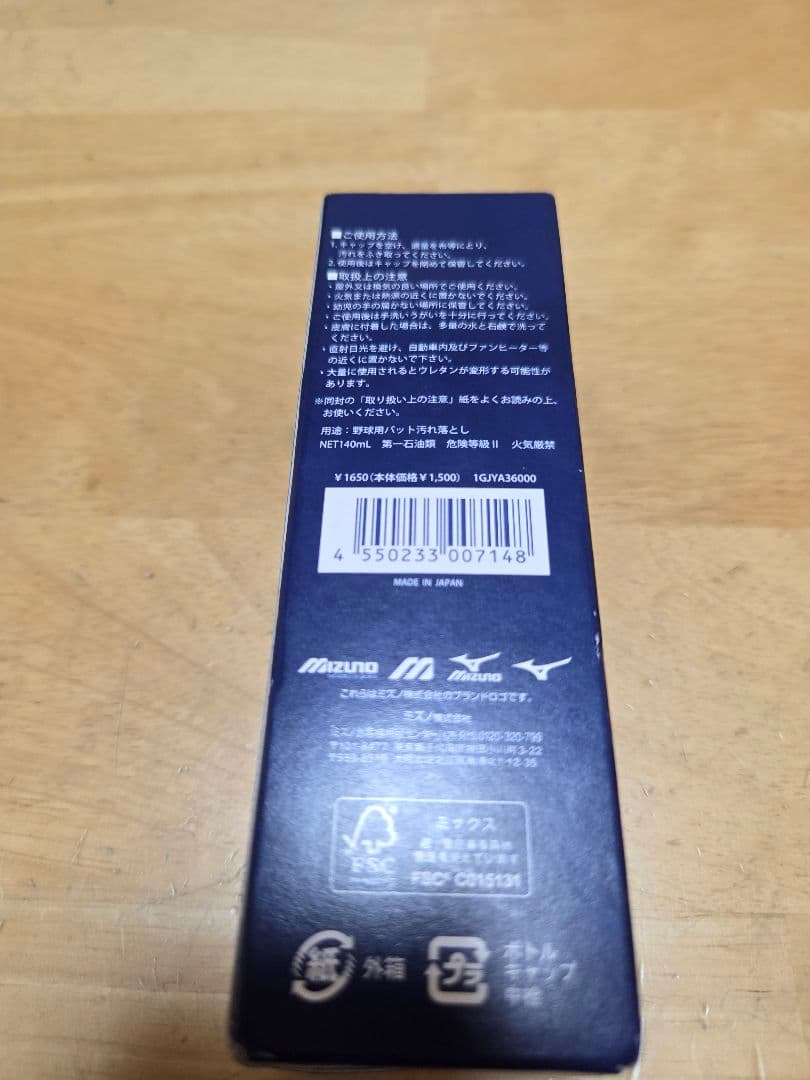 ■ご使用方法
1. キャップを空け、適量を布等にとり、
汚れをふき取ってください。
2. 使用後はキャップを閉めて保管してください。
■取扱上の注意
・屋外又は換気の良い場所でご使用ください。
・火気または熱源の近くに置かないでください。
・幼児の手の届かない場所に保管してください。
・ご使用後は手洗いうがいを十分に行ってください。
・皮膚に付着した場合は、多量の水と石鹸で洗って
ください。
・直射日光を避け、自動車内及びファンヒーター等
の近くに置かないで下さい。
・大量に使用されるとウレタンが変形する可能性が
あります。
※同封の「取り扱い上の注意」紙をよくお読みの上、
お使いください。
用途：野球用バット汚れ落とし
NET140mL 第一石油類 危険等級Ⅱ 火気厳禁
￥1650(本体価格￥1,500) 1GJYA36000
4 550233 007148
MADE IN JAPAN
MIZUNO
MIZUNO
これらはミズノ株式会社のブランドロゴです。
ミズノ株式会社
0120-320-799
3-22
1-12-35
ミックス
FSC
FSC® C015131
紙 外箱
プラ ボトル
キャップ
中栓